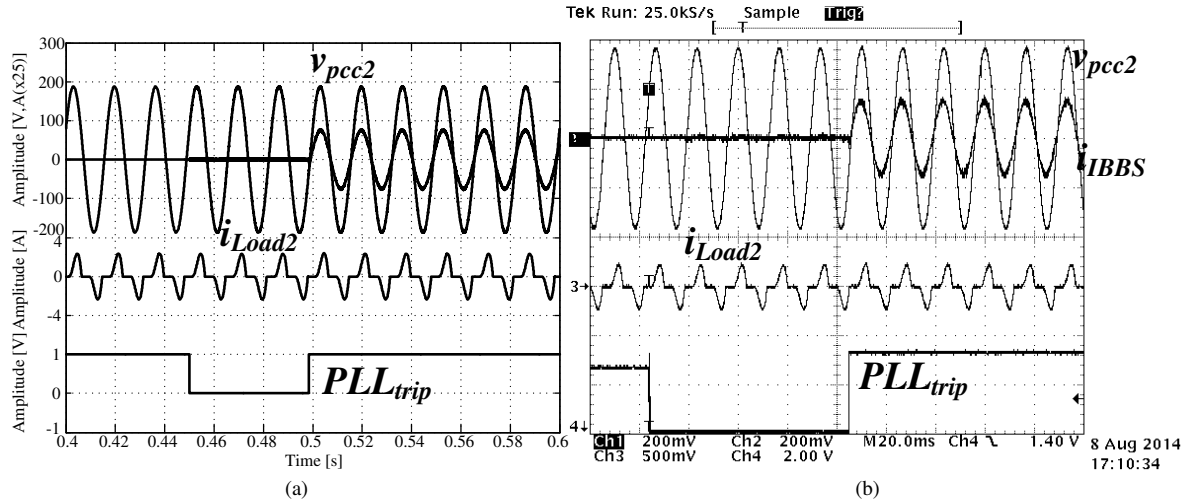 Tek Run: 25.0kS/s Sample Trig?
[ T ]
300
200
100
0
-100
-200
4
0
-4
1
0
-1
Amplitude [V, A(x25)]
Amplitude [A]
Amplitude [V]
v_pcc2
i_Load2
PLL_trip
0.4 0.42 0.44 0.46 0.48 0.5 0.52 0.54 0.56 0.58 0.6
Time [s]
(a)
T
v_pcc2
i_IBBS
i_Load2
3
PLL_trip
4
Ch1 200mV Ch2 200mV M20.0ms Ch4 1.40 V
Ch3 500mV Ch4 2.00 V
8 Aug 2014
17:10:34
(b)